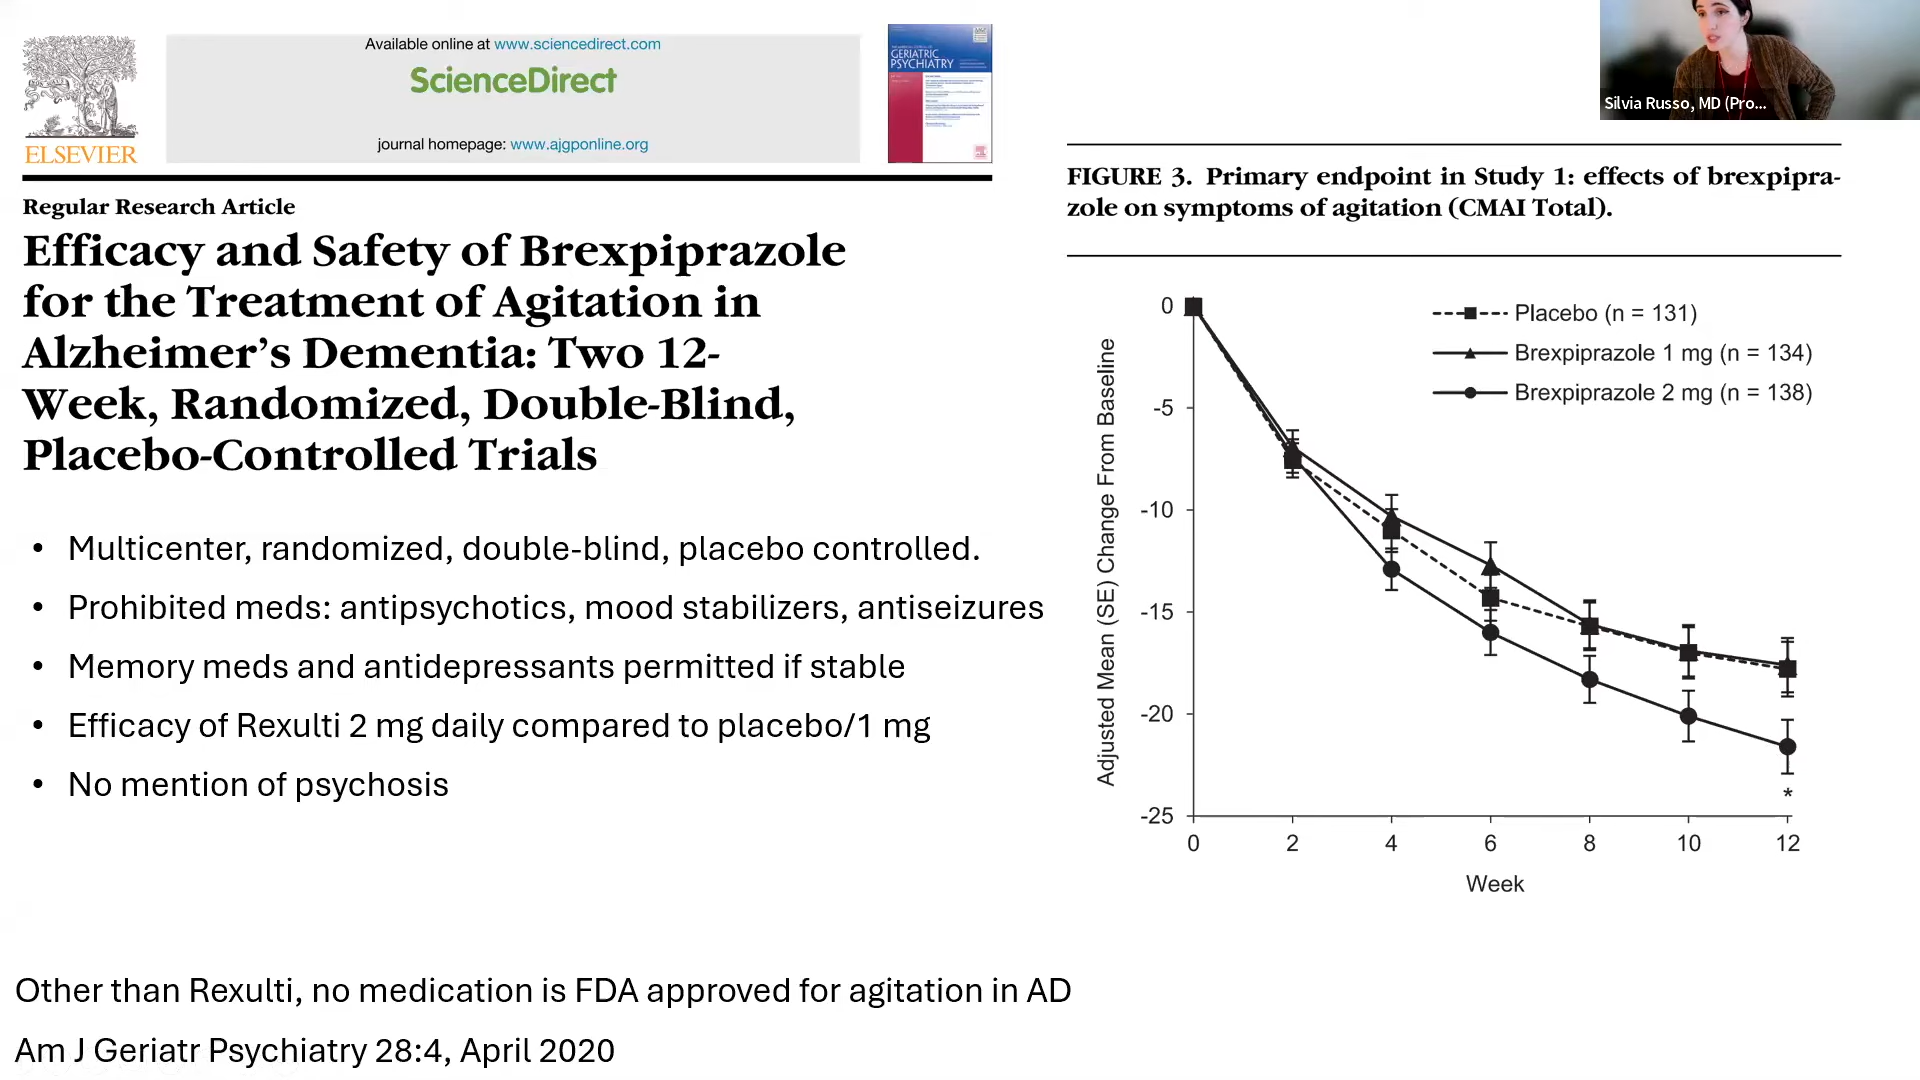 Available online at www.sciencedirect.com
ScienceDirect
journal homepage: www.ajgponline.org
ELSEVIER
GERIATRIC
PSYCHIATRY
Silvia Russo, MD (Pro...
Regular Research Article
Efficacy and Safety of Brexpiprazole
for the Treatment of Agitation in
Alzheimer's Dementia: Two 12-
Week, Randomized, Double-Blind,
Placebo-Controlled Trials
• Multicenter, randomized, double-blind, placebo controlled.
• Prohibited meds: antipsychotics, mood stabilizers, antiseizures
• Memory meds and antidepressants permitted if stable
• Efficacy of Rexulti 2 mg daily compared to placebo/1 mg
• No mention of psychosis
FIGURE 3. Primary endpoint in Study 1: effects of brexpipra-
zole on symptoms of agitation (CMAI Total).
Placebo (n = 131)
Brexpiprazole 1 mg (n = 134)
Brexpiprazole 2 mg (n = 138)
Adjusted Mean (SE) Change From Baseline
0
-5
-10
-15
-20
-25
*
0 2 4 6 8 10 12
Week
Other than Rexulti, no medication is FDA approved for agitation in AD
Am J Geriatr Psychiatry 28:4, April 2020